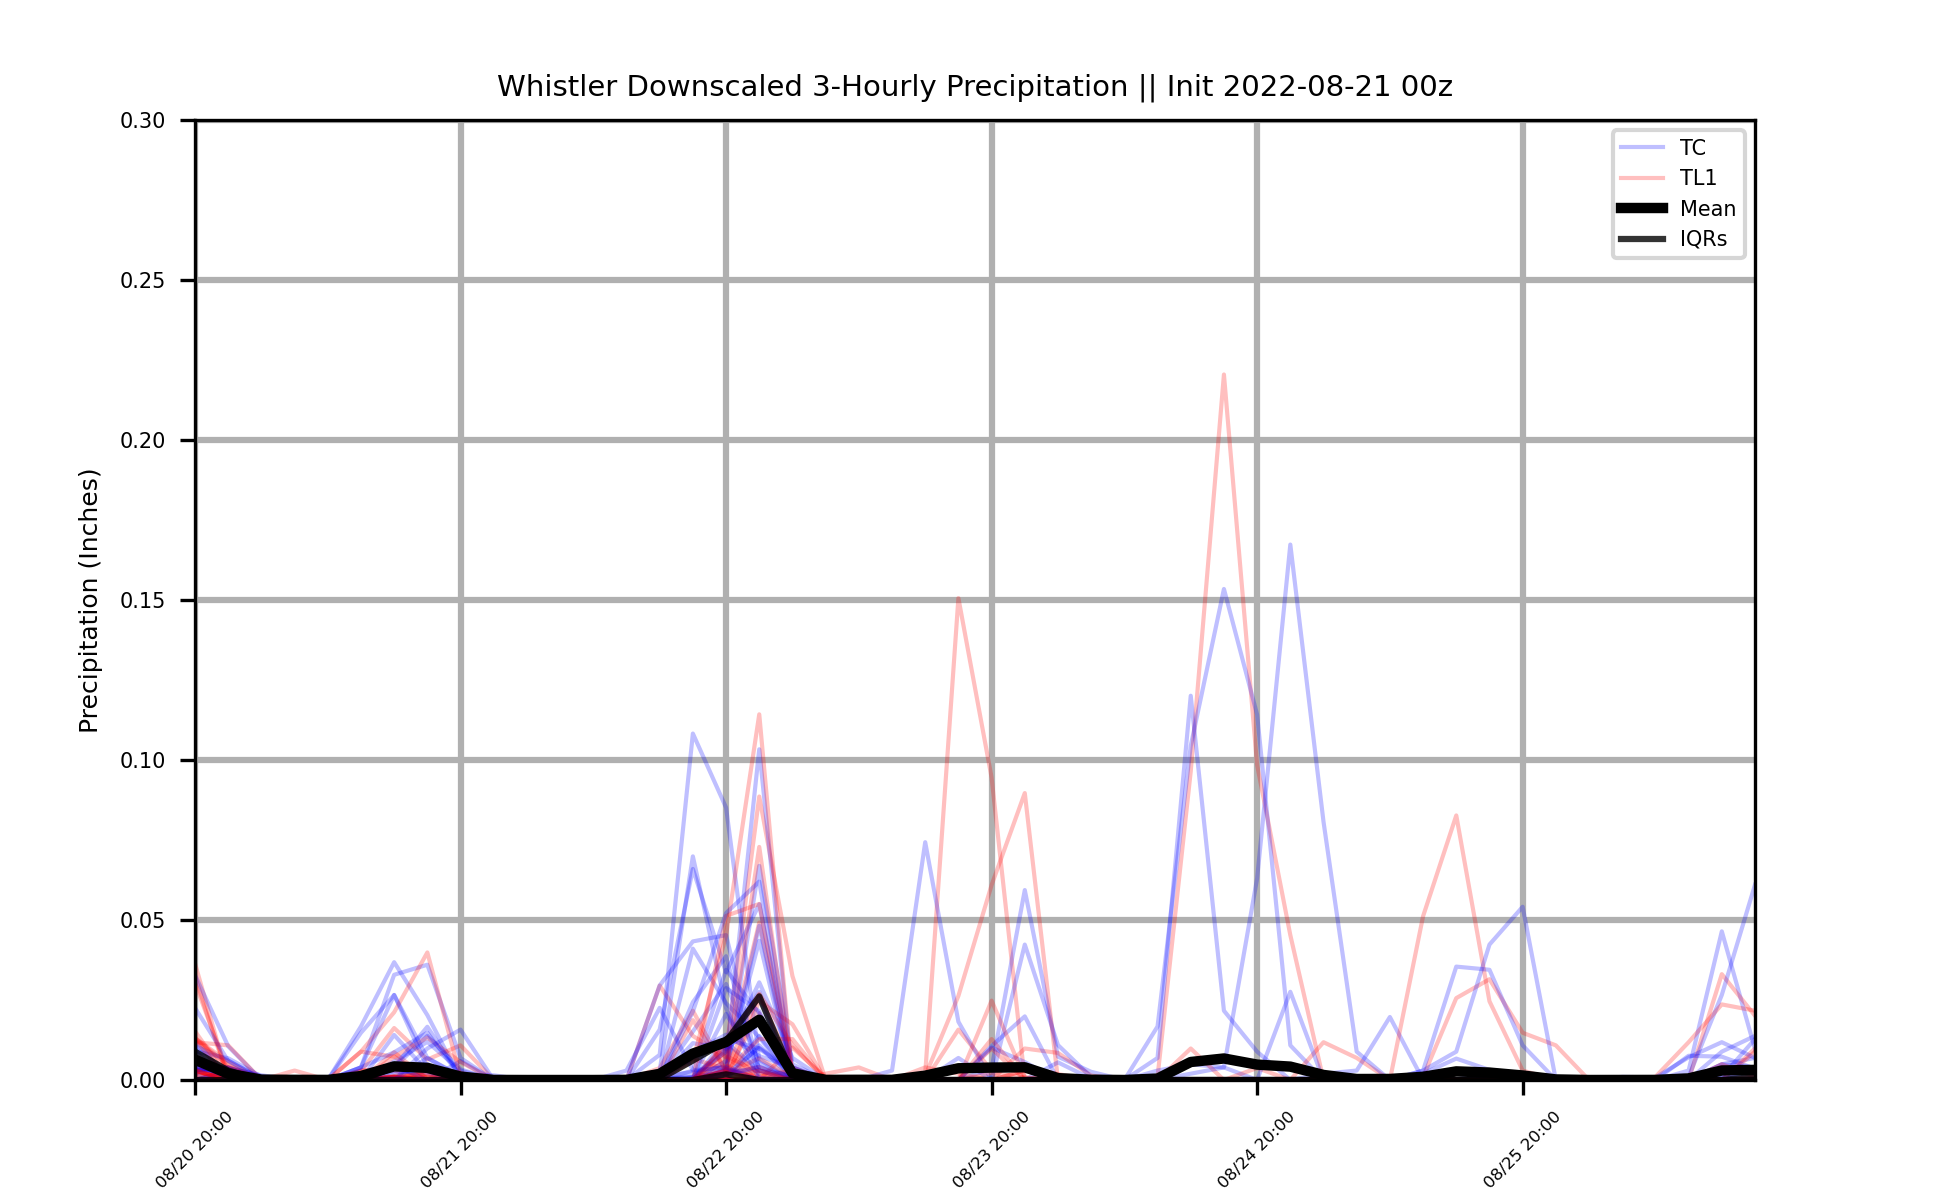 Whistler Downscaled 3-Hourly Precipitation || Init 2022-08-21 00z
TC
TL1
Mean
IQRs
Precipitation (Inches)
0.30
0.25
0.20
0.15
0.10
0.05
0.00
08/20 20:00
08/21 20:00
08/22 20:00
08/23 20:00
08/24 20:00
08/25 20:00